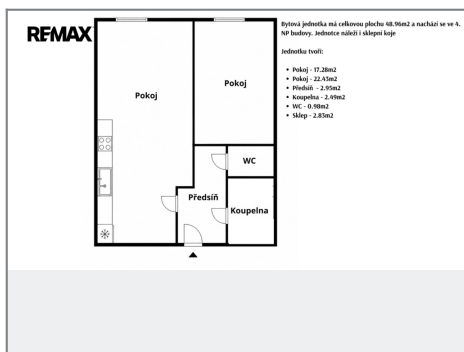 RE/MAX
Bytová jednotka má celkovou plochu 48.96m2 a nachází se ve 4.
NP budovy. Jednotce náleží i sklepní koje
Jednotku tvoří:
• Pokoj - 17.28m2
• Pokoj - 22.43m2
• Předsíň - 2.95m2
• Koupelna - 2.49m2
• WC - 0.98m2
• Sklep - 2.83m2
Pokoj
Pokoj
WC
Předsíň
Koupelna